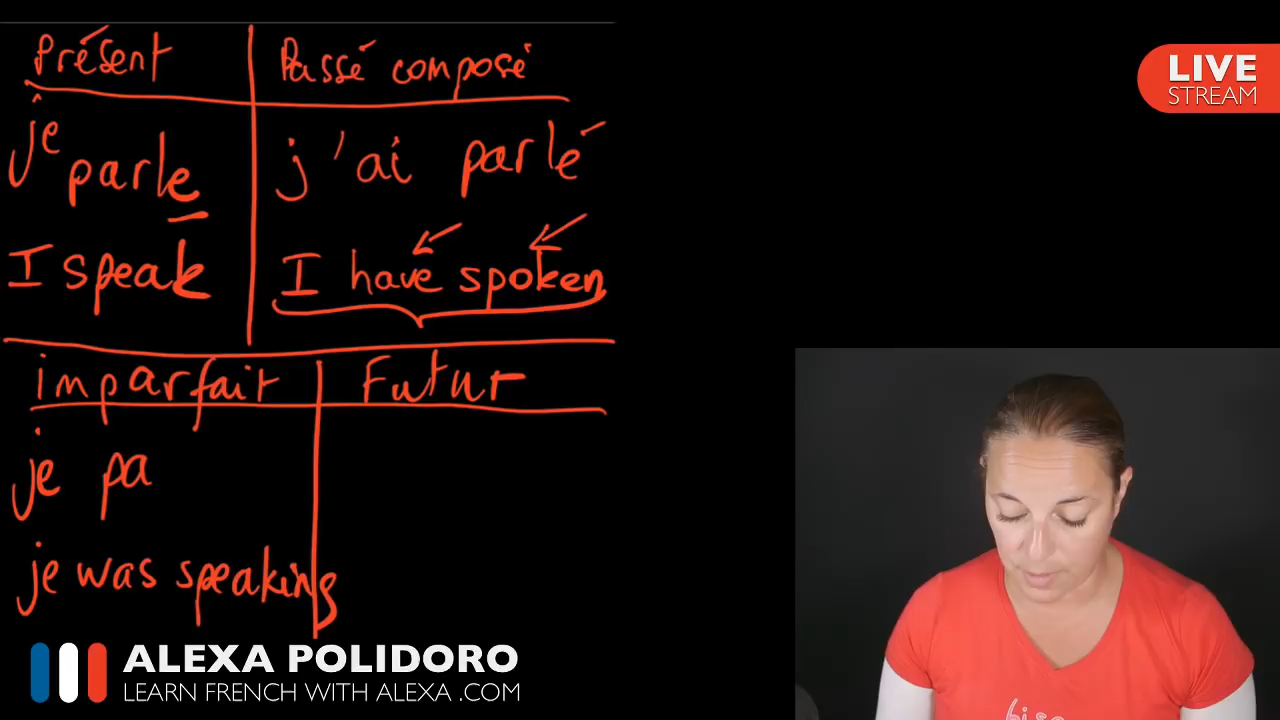 Présent
Passé composé
LIVE
STREAM
je parle
j'ai parlé
I speak
I have spoken
imparfait
Futur
je pa
je was speaking
ALEXA POLIDORO
LEARN FRENCH WITH ALEXA .COM